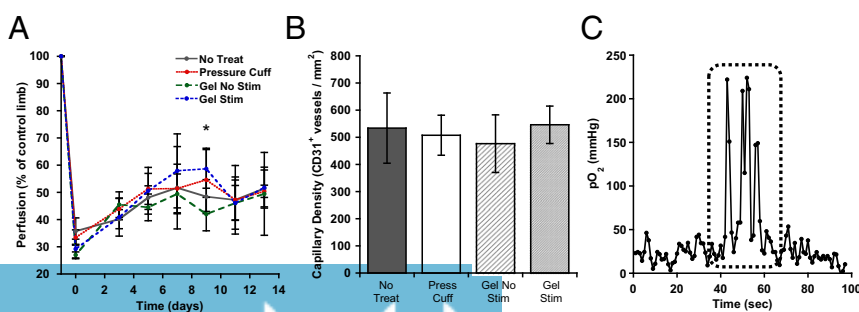 A
100
90
80
70
60
50
40
30
20
Perfusion (% of control limb)
No Treat
Pressure Cuff
Gel No Stim
Gel Stim
*
0 2 4 6 8 10 12 14
Time (days)
B
800
700
600
500
400
300
200
100
0
Capillary Density (CD31+ vessels / mm2)
No Treat
Press Cuff
Gel No Stim
Gel Stim
C
250
200
150
100
50
0
pO2 (mmHg)
0 20 40 60 80 100
Time (sec)